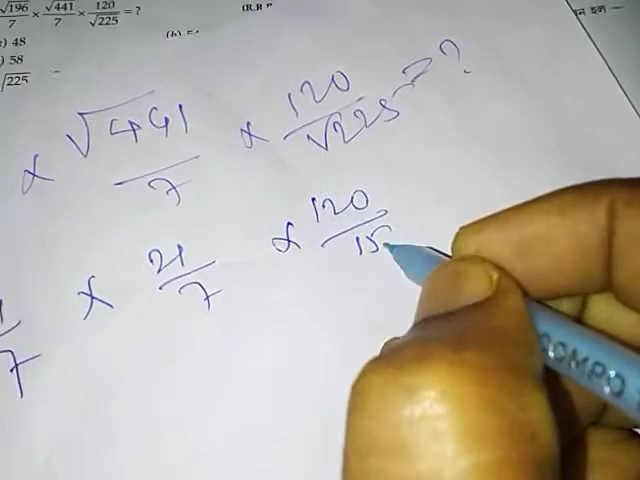 √196/7 × √441/7 × 120/√225 = ?
(R.R
) 48
) 58
√225
× √441/7 × 120/√225 = ?
/7 × 21/7 × 120/15
COMPO